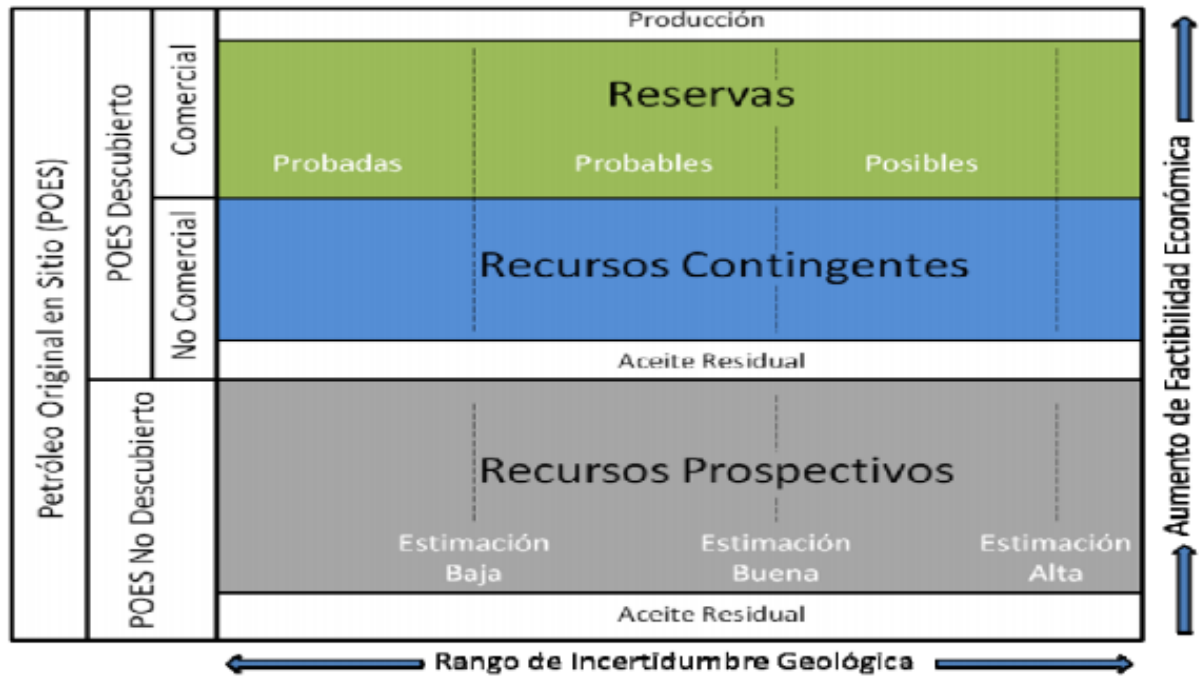 Petróleo Original en Sitio (POES)
POES Descubierto
POES No Descubierto
Comercial
No Comercial
Producción
Reservas
Probadas
Probables
Posibles
Recursos Contingentes
Aceite Residual
Recursos Prospectivos
Estimación
Baja
Estimación
Buena
Estimación
Alta
Aceite Residual
Rango de Incertidumbre Geológica
Aumento de Factibilidad Económica